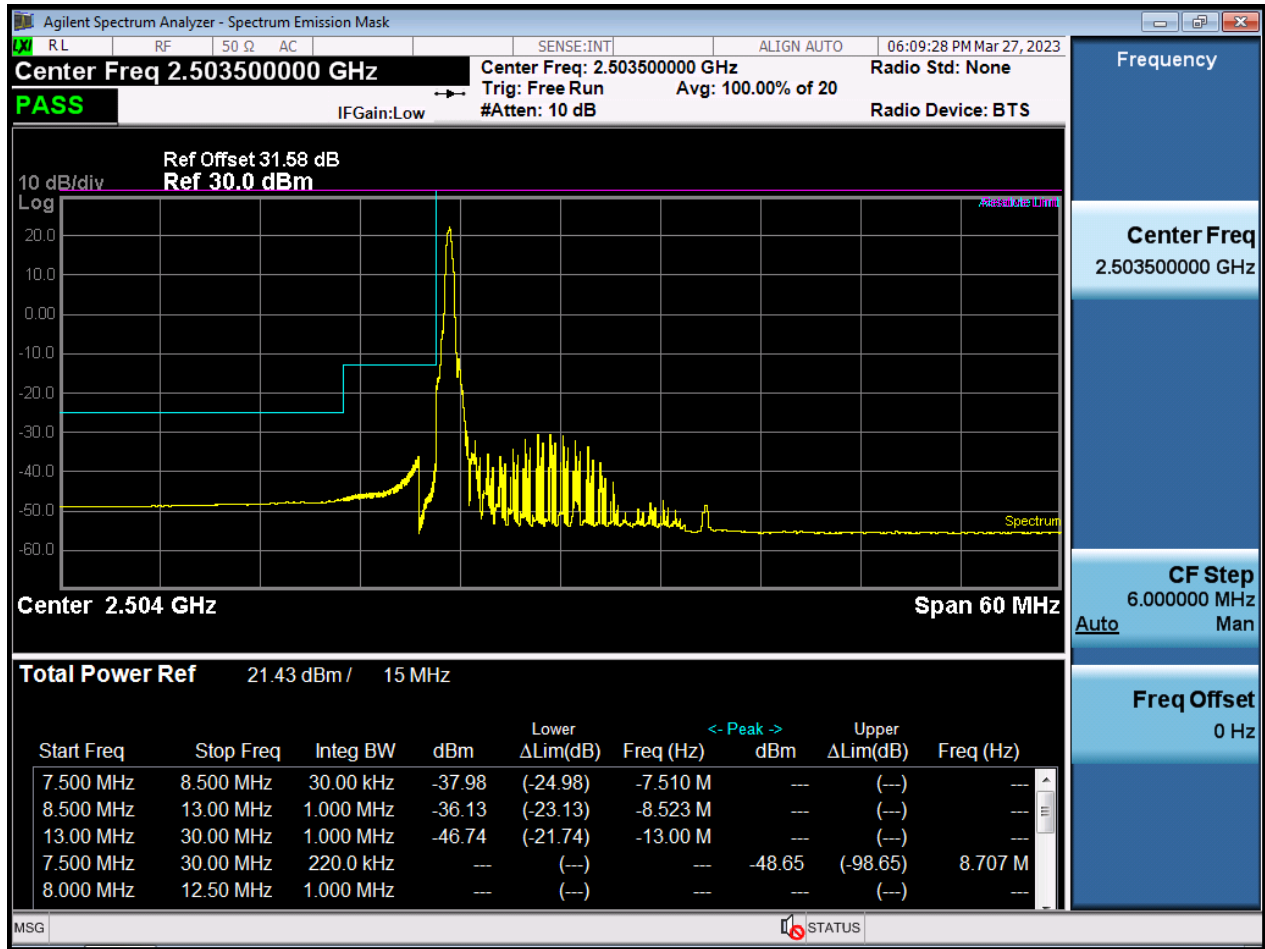 Agilent Spectrum Analyzer - Spectrum Emission Mask
LXI RL RF 50 Ω AC SENSE:INT ALIGN AUTO 06:09:28 PM Mar 27, 2023
Center Freq 2.503500000 GHz
Center Freq: 2.503500000 GHz Radio Std: None
Trig: Free Run Avg: 100.00% of 20
PASS
IFGain:Low #Atten: 10 dB Radio Device: BTS
Ref Offset 31.58 dB
10 dB/div Ref 30.0 dBm
Log
20.0
10.0
0.00
-10.0
-20.0
-30.0
-40.0
-50.0
-60.0
Limit
Spectrum
Center 2.504 GHz Span 60 MHz
Total Power Ref 21.43 dBm / 15 MHz
Lower <- Peak -> Upper
Start Freq Stop Freq Integ BW dBm ΔLim(dB) Freq (Hz) dBm ΔLim(dB) Freq (Hz)
7.500 MHz 8.500 MHz 30.00 kHz -37.98 (-24.98) -7.510 M --- (---) ---
8.500 MHz 13.00 MHz 1.000 MHz -36.13 (-23.13) -8.523 M --- (---) ---
13.00 MHz 30.00 MHz 1.000 MHz -46.74 (-21.74) -13.00 M --- (---) ---
7.500 MHz 30.00 MHz 220.0 kHz --- (---) --- -48.65 (-98.65) 8.707 M
8.000 MHz 12.50 MHz 1.000 MHz --- (---) --- --- (---) ---
MSG STATUS
Frequency
Center Freq
2.503500000 GHz
CF Step
6.000000 MHz
Auto Man
Freq Offset
0 Hz